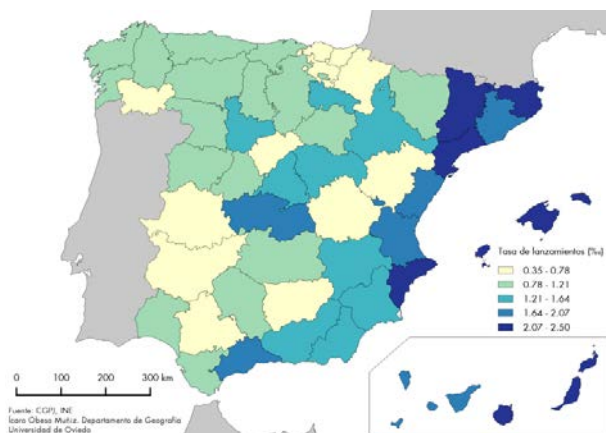 Tasa de lanzamientos (‰)
0.35 - 0.78
0.78 - 1.21
1.21 - 1.64
1.64 - 2.07
2.07 - 2.50
0 100 200 300 km
Fuente: CGPJ, INE
Ícaro Obeso Muñiz. Departamento de Geografía
Universidad de Oviedo